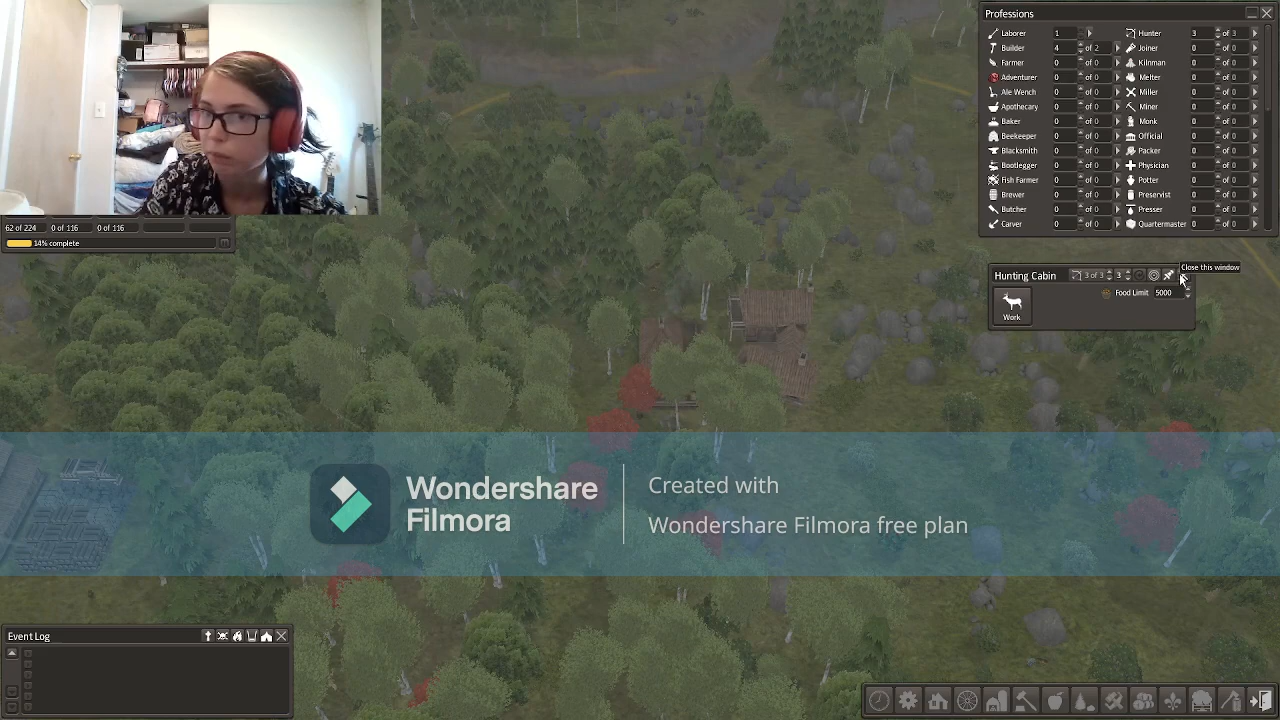 Professions
Laborer 1
Hunter 3 of 3
Builder 4 of 2
Joiner 0 of 0
Farmer 0 of 0
Kilnman 0 of 0
Adventurer 0 of 0
Melter 0 of 0
Ale Wench 0 of 0
Miller 0 of 0
Apothecary 0 of 0
Miner 0 of 0
Baker 0 of 0
Monk 0 of 0
Beekeeper 0 of 0
Official 0 of 0
Blacksmith 0 of 0
Packer 0 of 0
Bootlegger 0 of 0
Physician 0 of 0
Fish Farmer 0 of 0
Potter 0 of 0
Brewer 0 of 0
Preservist 0 of 0
Butcher 0 of 0
Presser 0 of 0
Carver 0 of 0
Quartermaster 0 of 0
62 of 224 0 of 116 0 of 116
14% complete
Close this window
Hunting Cabin 3 of 3 3
Food Limit 5000
Work
Wondershare
Filmora
Created with
Wondershare Filmora free plan
Event Log